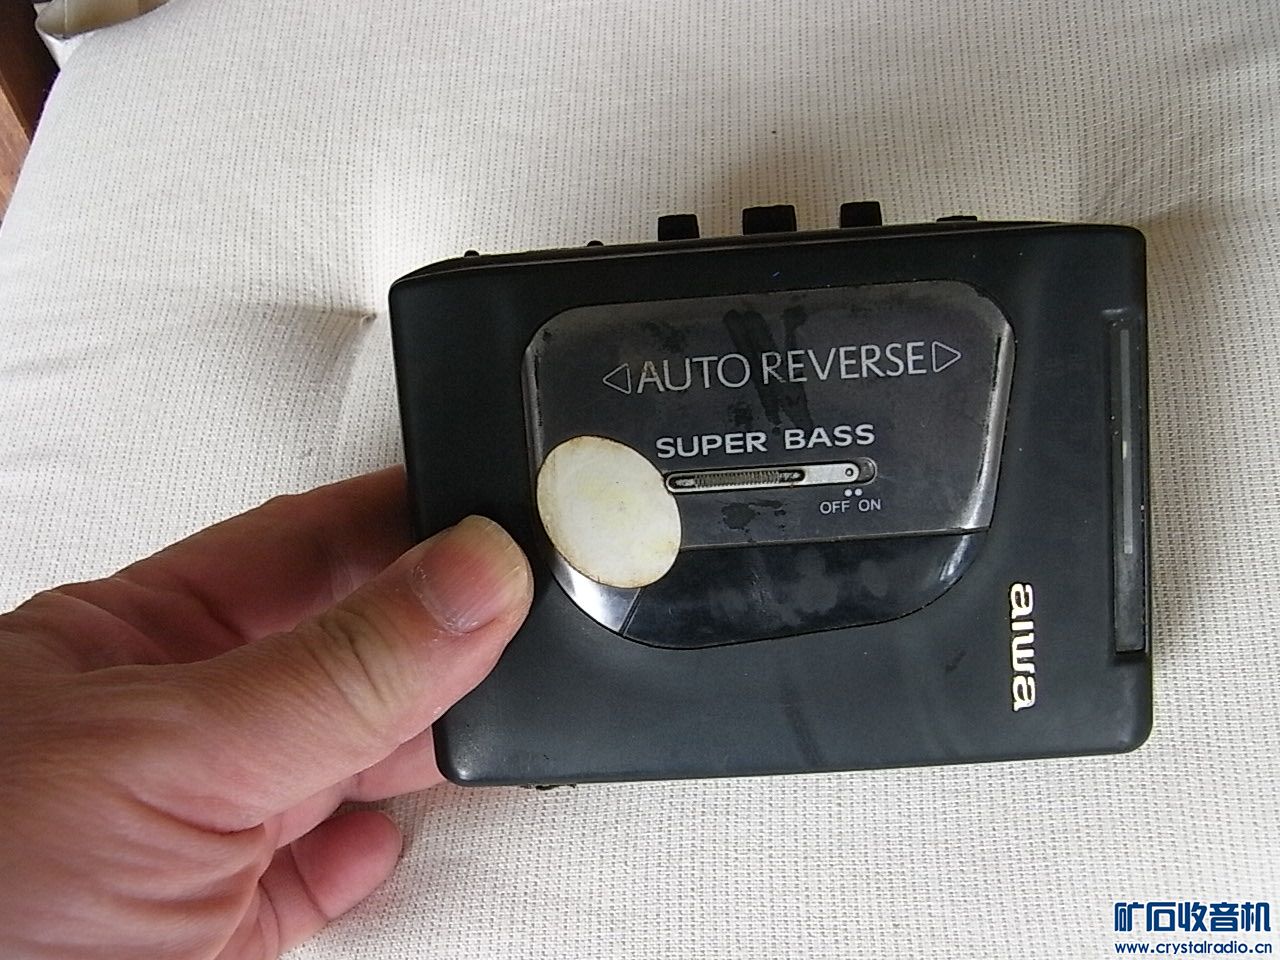 ◁AUTO REVERSE▷
SUPER BASS
OFF ON
aiwa
矿石收音机
www.crystalradio.cn